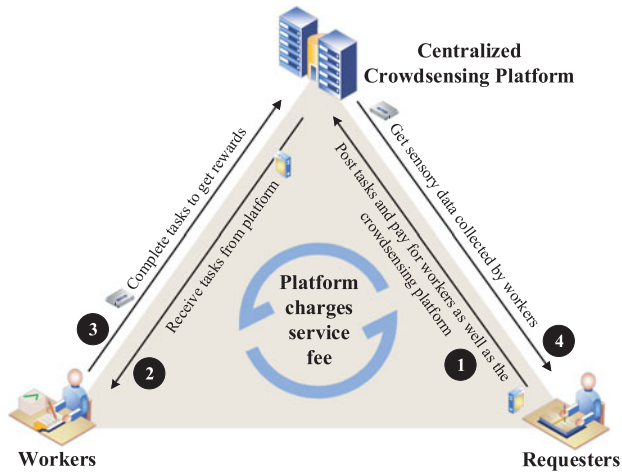 Centralized
Crowdsensing Platform
Complete tasks to get rewards
Receive tasks from platform
Post tasks and pay for workers as well as the
crowdsensing platform
Get sensory data collected by workers
Platform
charges
service
fee
3
2
1
4
Workers
Requesters